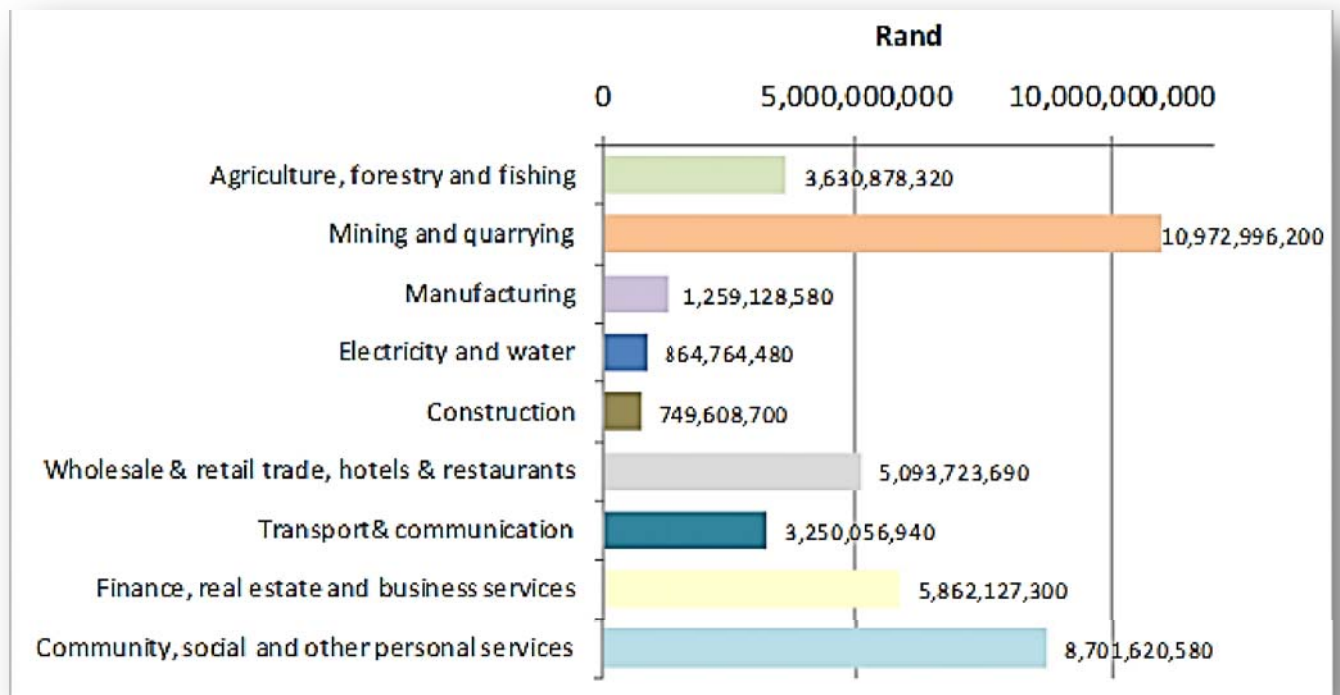 Rand
0 5,000,000,000 10,000,000,000
Agriculture, forestry and fishing 3,630,878,320
Mining and quarrying 10,972,996,200
Manufacturing 1,259,128,580
Electricity and water 864,764,480
Construction 749,608,700
Wholesale & retail trade, hotels & restaurants 5,093,723,690
Transport& communication 3,250,056,940
Finance, real estate and business services 5,862,127,300
Community, social and other personal services 8,701,620,580